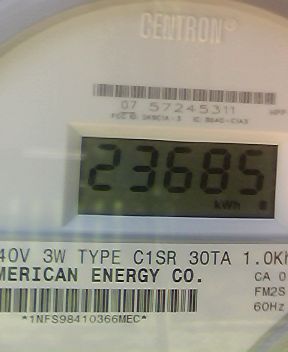 CENTRON®
07 57245311
23685
kWh
40V 3W TYPE C1SR 30TA 1.0Kh
MERICAN ENERGY CO.
CA 0
FM2S
60Hz
*1NFS98410366MEC*